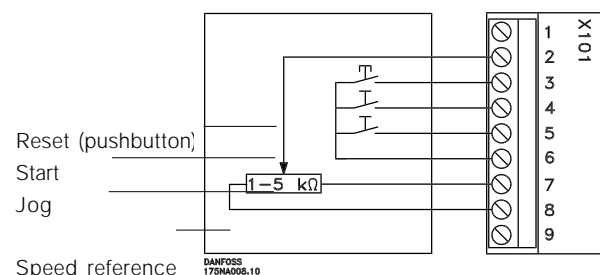 X101
1
2
3
4
5
6
7
8
9
Reset (pushbutton)
Start
Jog
1-5 kΩ
Speed reference
DANFOSS
175NA008.10